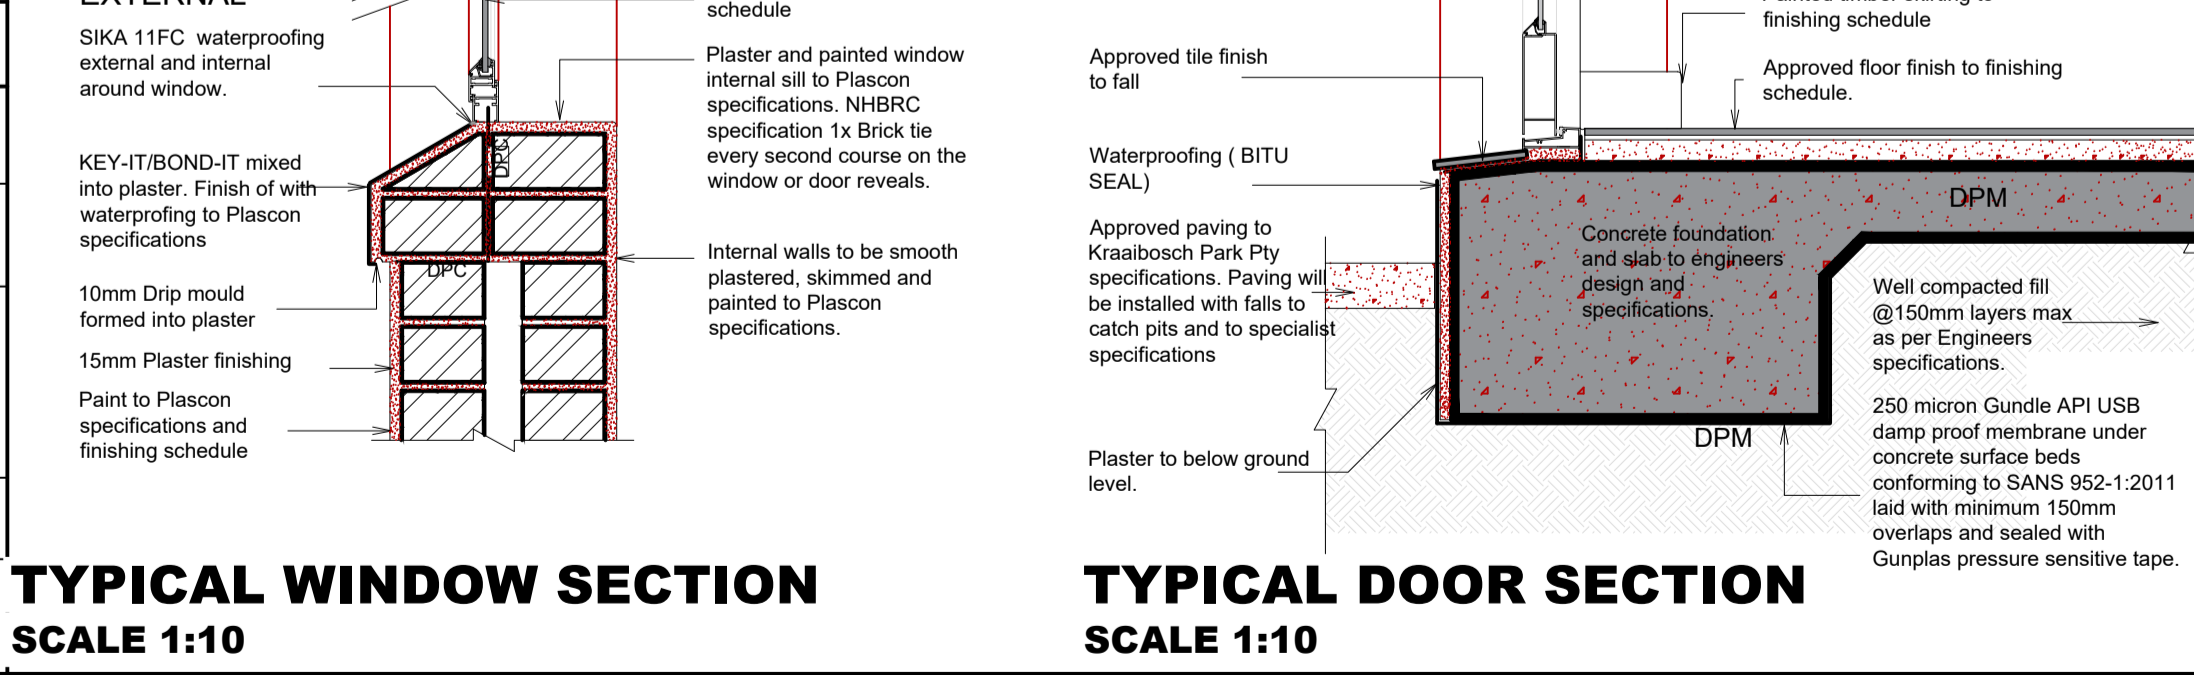 EXTERNAL
SIKA 11FC waterproofing
external and internal
around window.
KEY-IT/BOND-IT mixed
into plaster. Finish of with
waterprofing to Plascon
specifications
10mm Drip mould
formed into plaster
15mm Plaster finishing
Paint to Plascon
specifications and
finishing schedule
DPC
DPC
schedule
Plaster and painted window
internal sill to Plascon
specifications. NHBRC
specification 1x Brick tie
every second course on the
window or door reveals.
Internal walls to be smooth
plastered, skimmed and
painted to Plascon
specifications.
TYPICAL WINDOW SECTION
SCALE 1:10
Approved tile finish
to fall
Waterproofing ( BITU
SEAL)
Approved paving to
Kraaibosch Park Pty
specifications. Paving will
be installed with falls to
catch pits and to specialist
specifications
Plaster to below ground
level.
Concrete foundation
and slab to engineers
design and
specifications.
DPM
DPM
Painted timber skirting to
finishing schedule
Approved floor finish to finishing
schedule.
Well compacted fill
@150mm layers max
as per Engineers
specifications.
250 micron Gundle API USB
damp proof membrane under
concrete surface beds
conforming to SANS 952-1:2011
laid with minimum 150mm
overlaps and sealed with
Gunplas pressure sensitive tape.
TYPICAL DOOR SECTION
SCALE 1:10